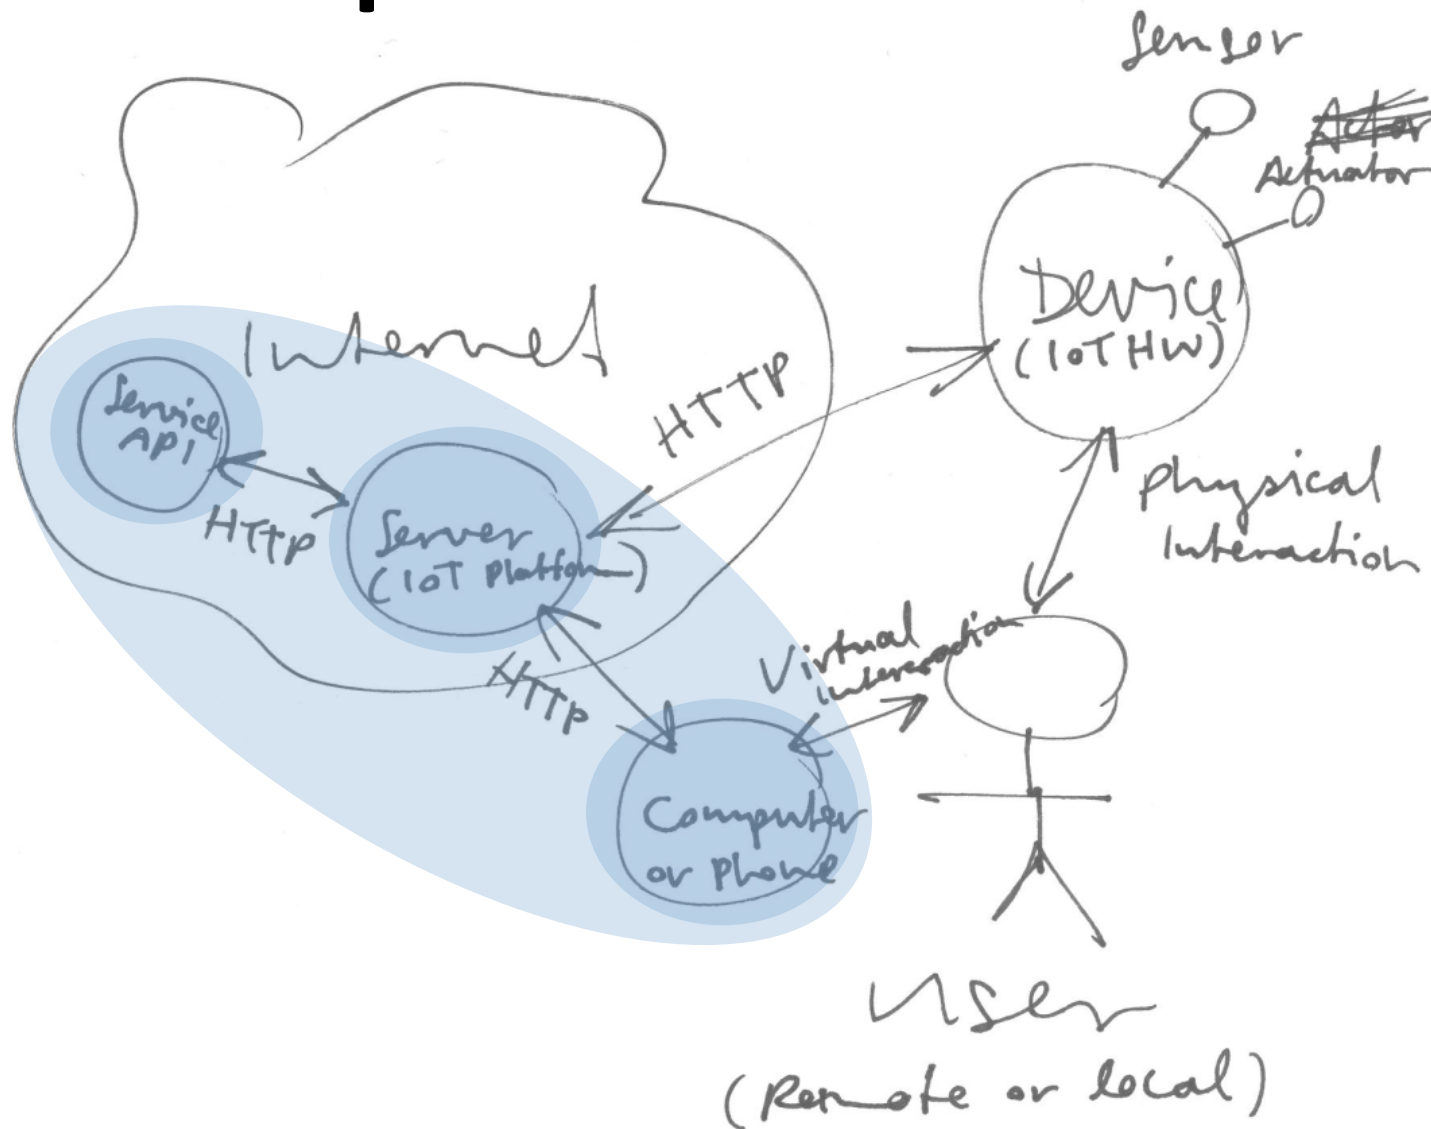 Sensor
Actor
Actuator
Device
(IoT HW)
Internet
HTTP
Service
API
HTTP
Server
(IoT Platform)
Physical
Interaction
HTTP
Virtual
interaction
Computer
or Phone
User
(Remote or local)